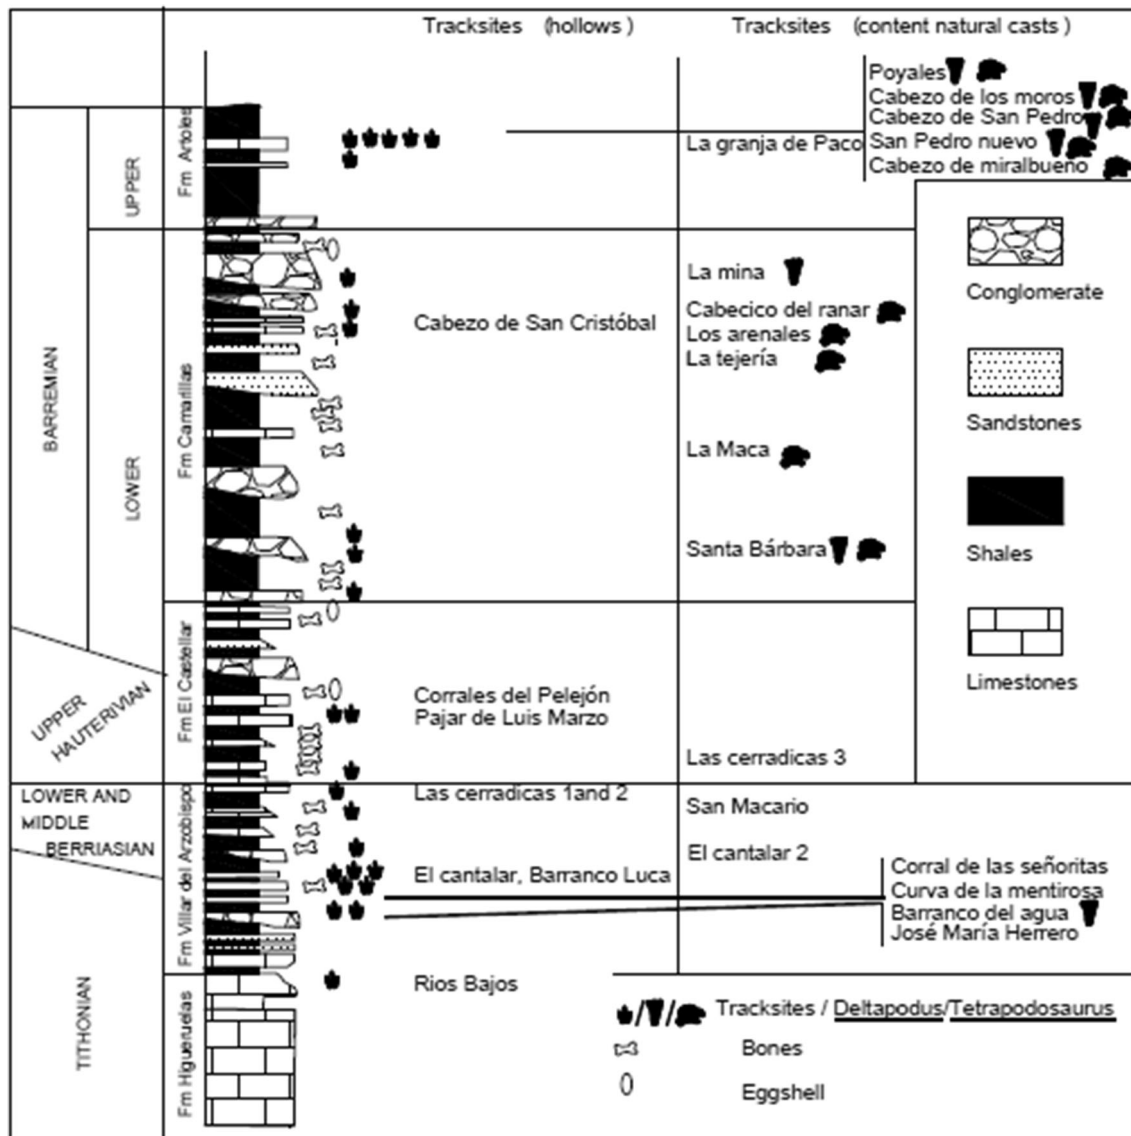 Tracksites (hollows )
Tracksites (content natural casts )
Poyales
Cabezo de los moros
Cabezo de San Pedro
San Pedro nuevo
Cabezo de miralbueno
La granja de Paco
UPPER
Fm Artoles
BARREMIAN
LOWER
Fm Camarillas
Cabezo de San Cristóbal
La mina
Cabecico del ranar
Los arenales
La tejería
La Maca
Santa Bárbara
Conglomerate
Sandstones
Shales
Limestones
UPPER
HAUTERIVIAN
Fm El Castellar
Corrales del Pelejón
Pajar de Luis Marzo
Las cerradicas 3
LOWER AND
MIDDLE
BERRIASIAN
Fm Villar del Arzobispo
Las cerradicas 1and 2
San Macario
El cantalar 2
El cantalar, Barranco Luca
Corral de las señoritas
Curva de la mentirosa
Barranco del agua
José María Herrero
TITHONIAN
Fm Higueruelas
Rios Bajos
/ / Tracksites / Deltapodus/Tetrapodosaurus
Bones
Eggshell